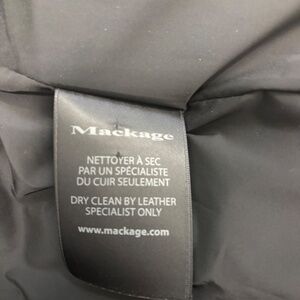 Mackage
NETTOYER À SEC
PAR UN SPÉCIALISTE
DU CUIR SEULEMENT
DRY CLEAN BY LEATHER
SPECIALIST ONLY
www.mackage.com